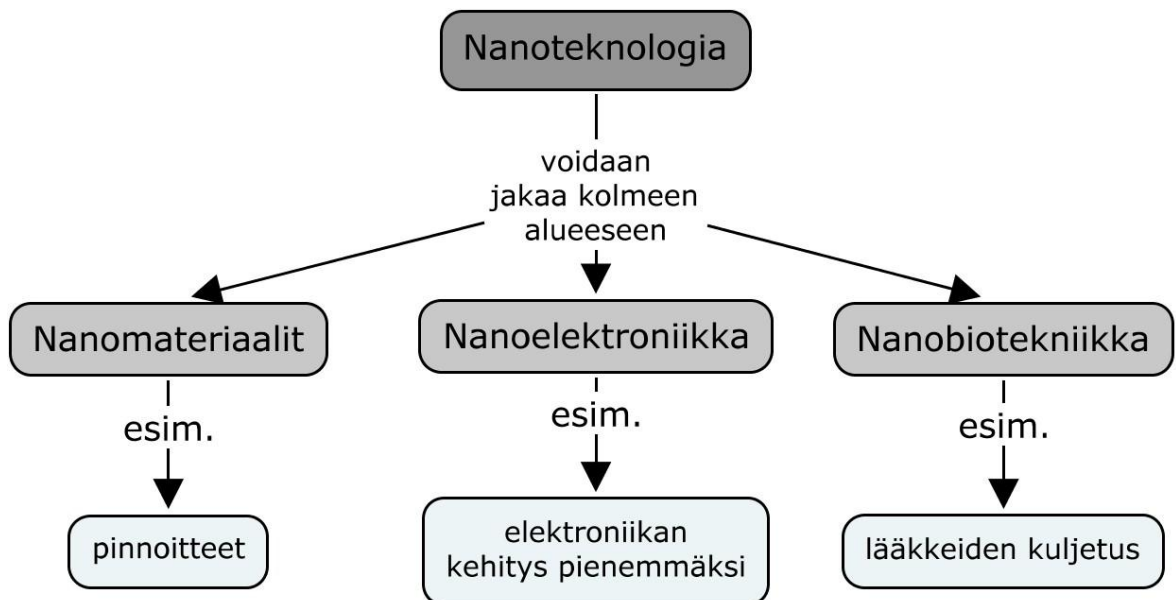 Nanoteknologia
voidaan
jakaa kolmeen
alueeseen
Nanomateriaalit
Nanoelektroniikka
Nanobiotekniikka
esim.
esim.
esim.
pinnoitteet
elektroniikan
kehitys pienemmäksi
lääkkeiden kuljetus